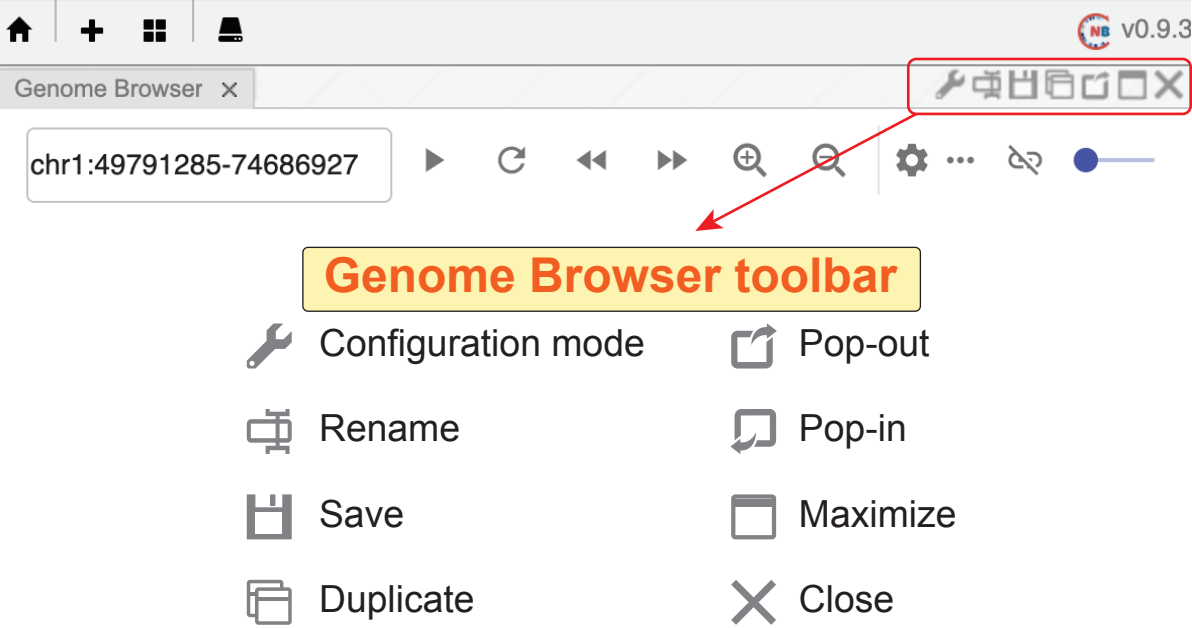 NB v0.9.3
Genome Browser
chr1:49791285-74686927
Genome Browser toolbar
Configuration mode
Pop-out
Rename
Pop-in
Save
Maximize
Duplicate
Close